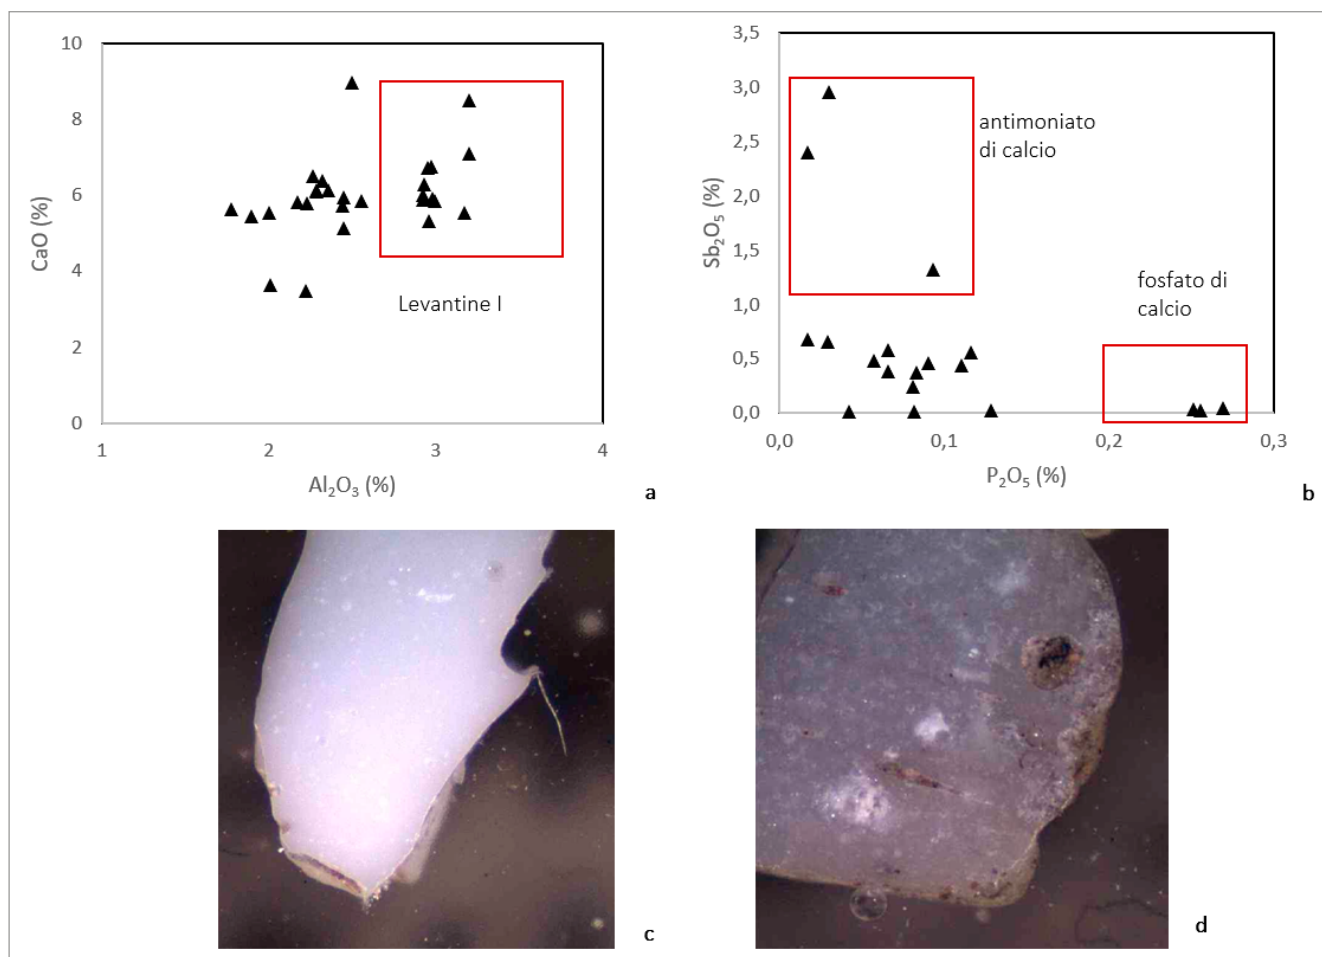 10
8
6
4
2
0
CaO (%)
1
2
3
4
Al₂O₃ (%)
Levantine I
a
3,5
3,0
2,5
2,0
1,5
1,0
0,5
0,0
Sb₂O₅ (%)
0,0
0,1
0,2
0,3
P₂O₅ (%)
antimoniato
di calcio
fosfato di
calcio
b
c
d